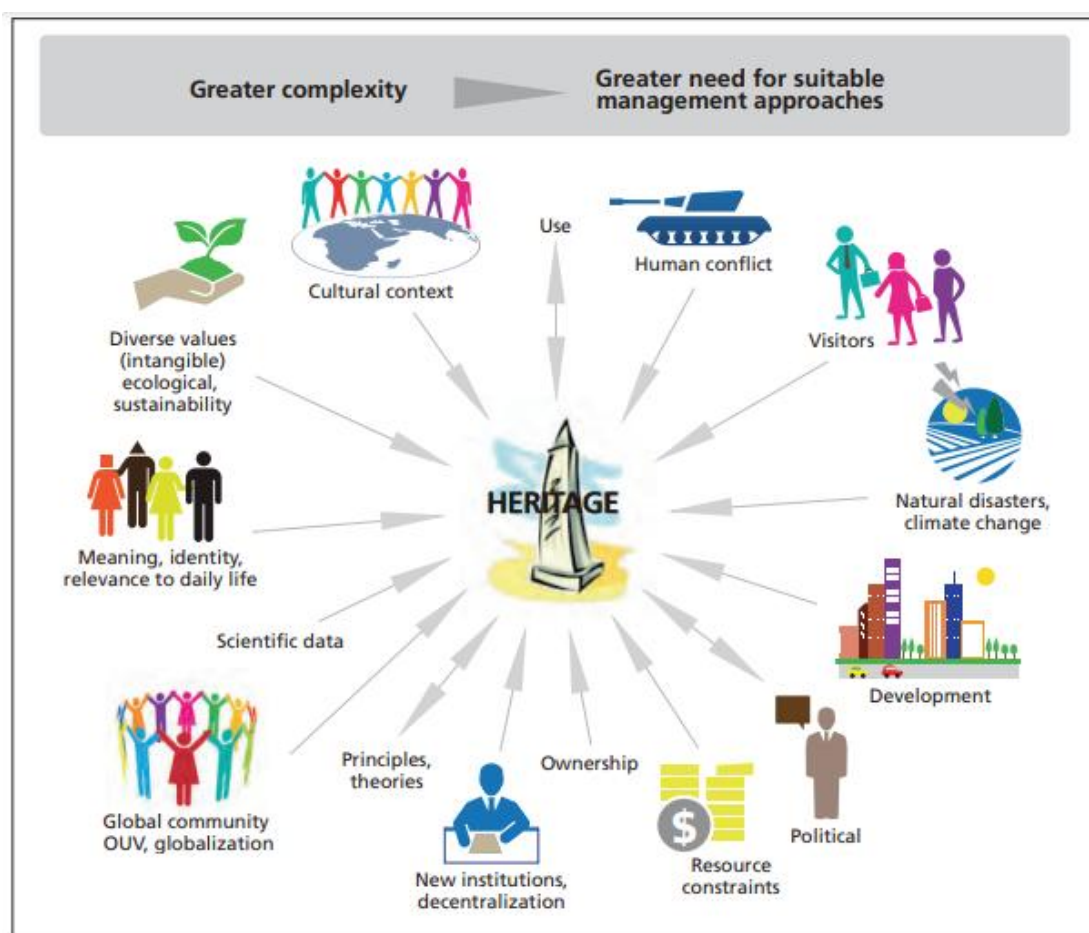 Greater complexity
Greater need for suitable
management approaches
Cultural context
Use
Human conflict
Visitors
Diverse values
(intangible)
ecological,
sustainability
HERITAGE
Natural disasters,
climate change
Meaning, identity,
relevance to daily life
Scientific data
Development
Global community
OUV, globalization
Principles,
theories
New institutions,
decentralization
Ownership
$
Resource
constraints
Political